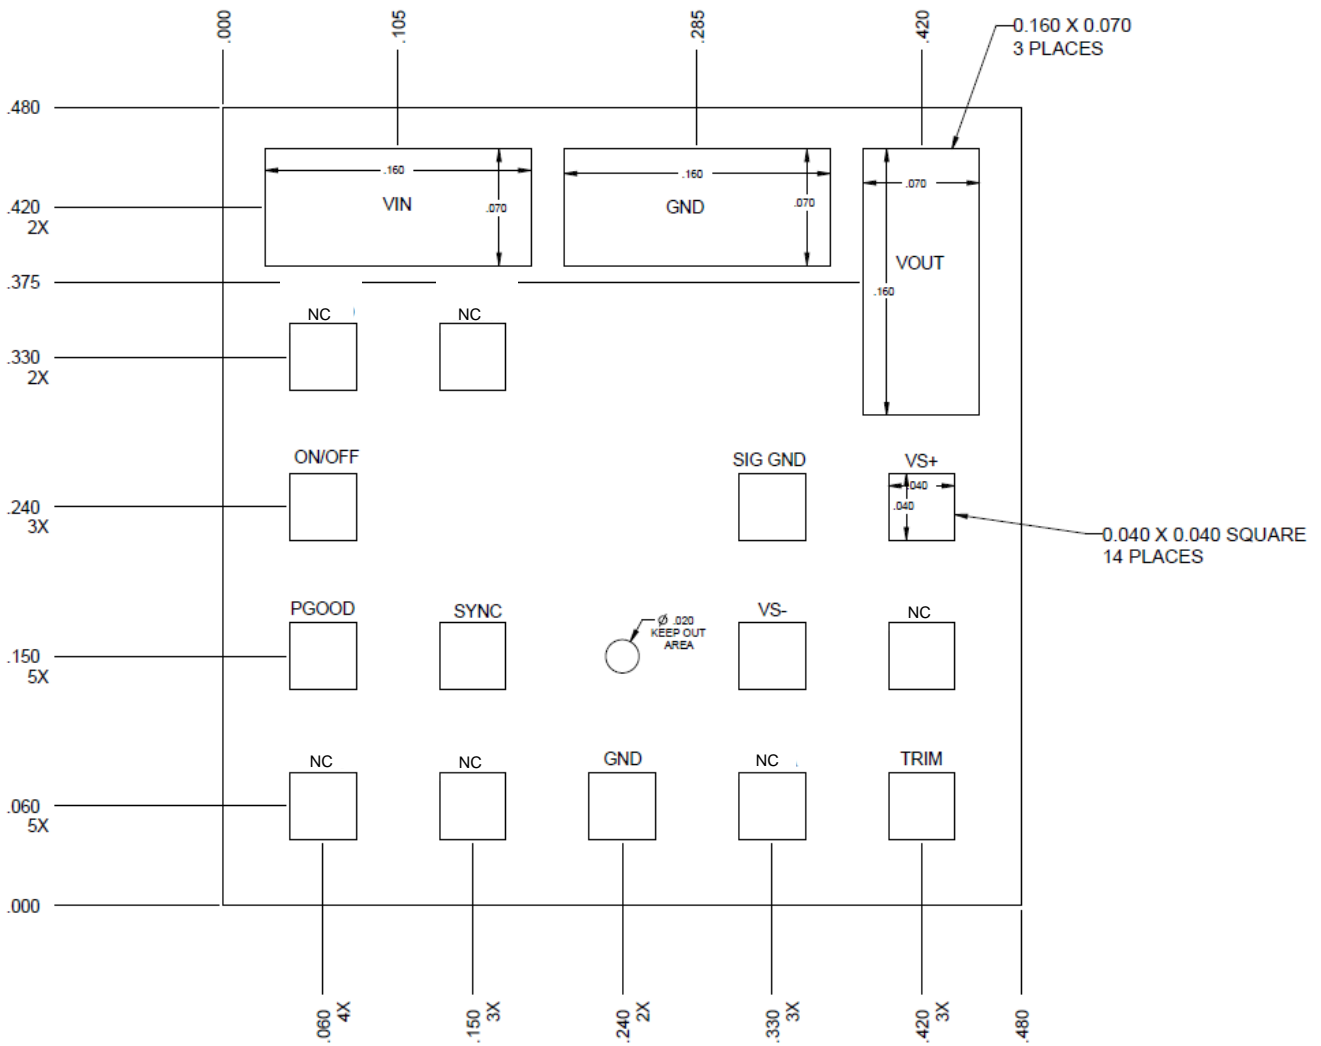 .000
.105
.285
.420
0.160 X 0.070
3 PLACES
.480
.160
.160
.070
.420
2X
VIN
.070
GND
.070
VOUT
.375
.160
NC
NC
.330
2X
ON/OFF
SIG GND
VS+
.040
.040
.240
3X
0.040 X 0.040 SQUARE
14 PLACES
PGOOD
SYNC
Ø .020
KEEP OUT
AREA
VS-
NC
.150
5X
NC
NC
GND
NC
TRIM
.060
5X
.000
.060
4X
.150
3X
.240
2X
.330
3X
.420
3X
.480